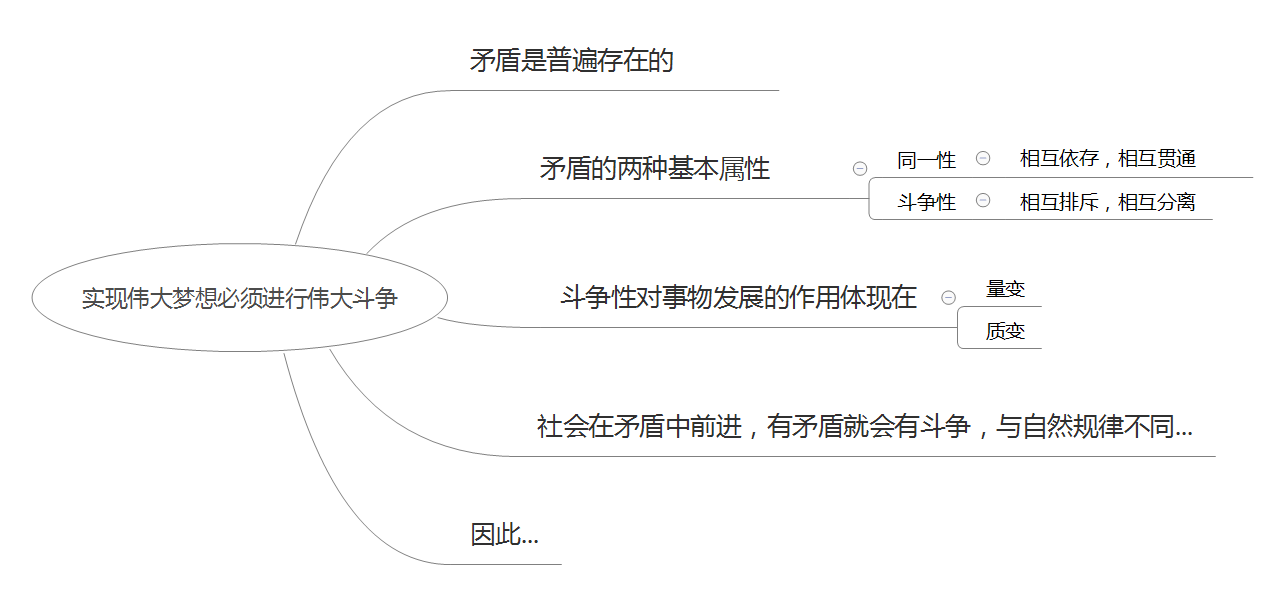 矛盾是普遍存在的
矛盾的两种基本属性
同一性
相互依存，相互贯通
斗争性
相互排斥，相互分离
实现伟大梦想必须进行伟大斗争
斗争性对事物发展的作用体现在
量变
质变
社会在矛盾中前进，有矛盾就会有斗争，与自然规律不同...
因此...